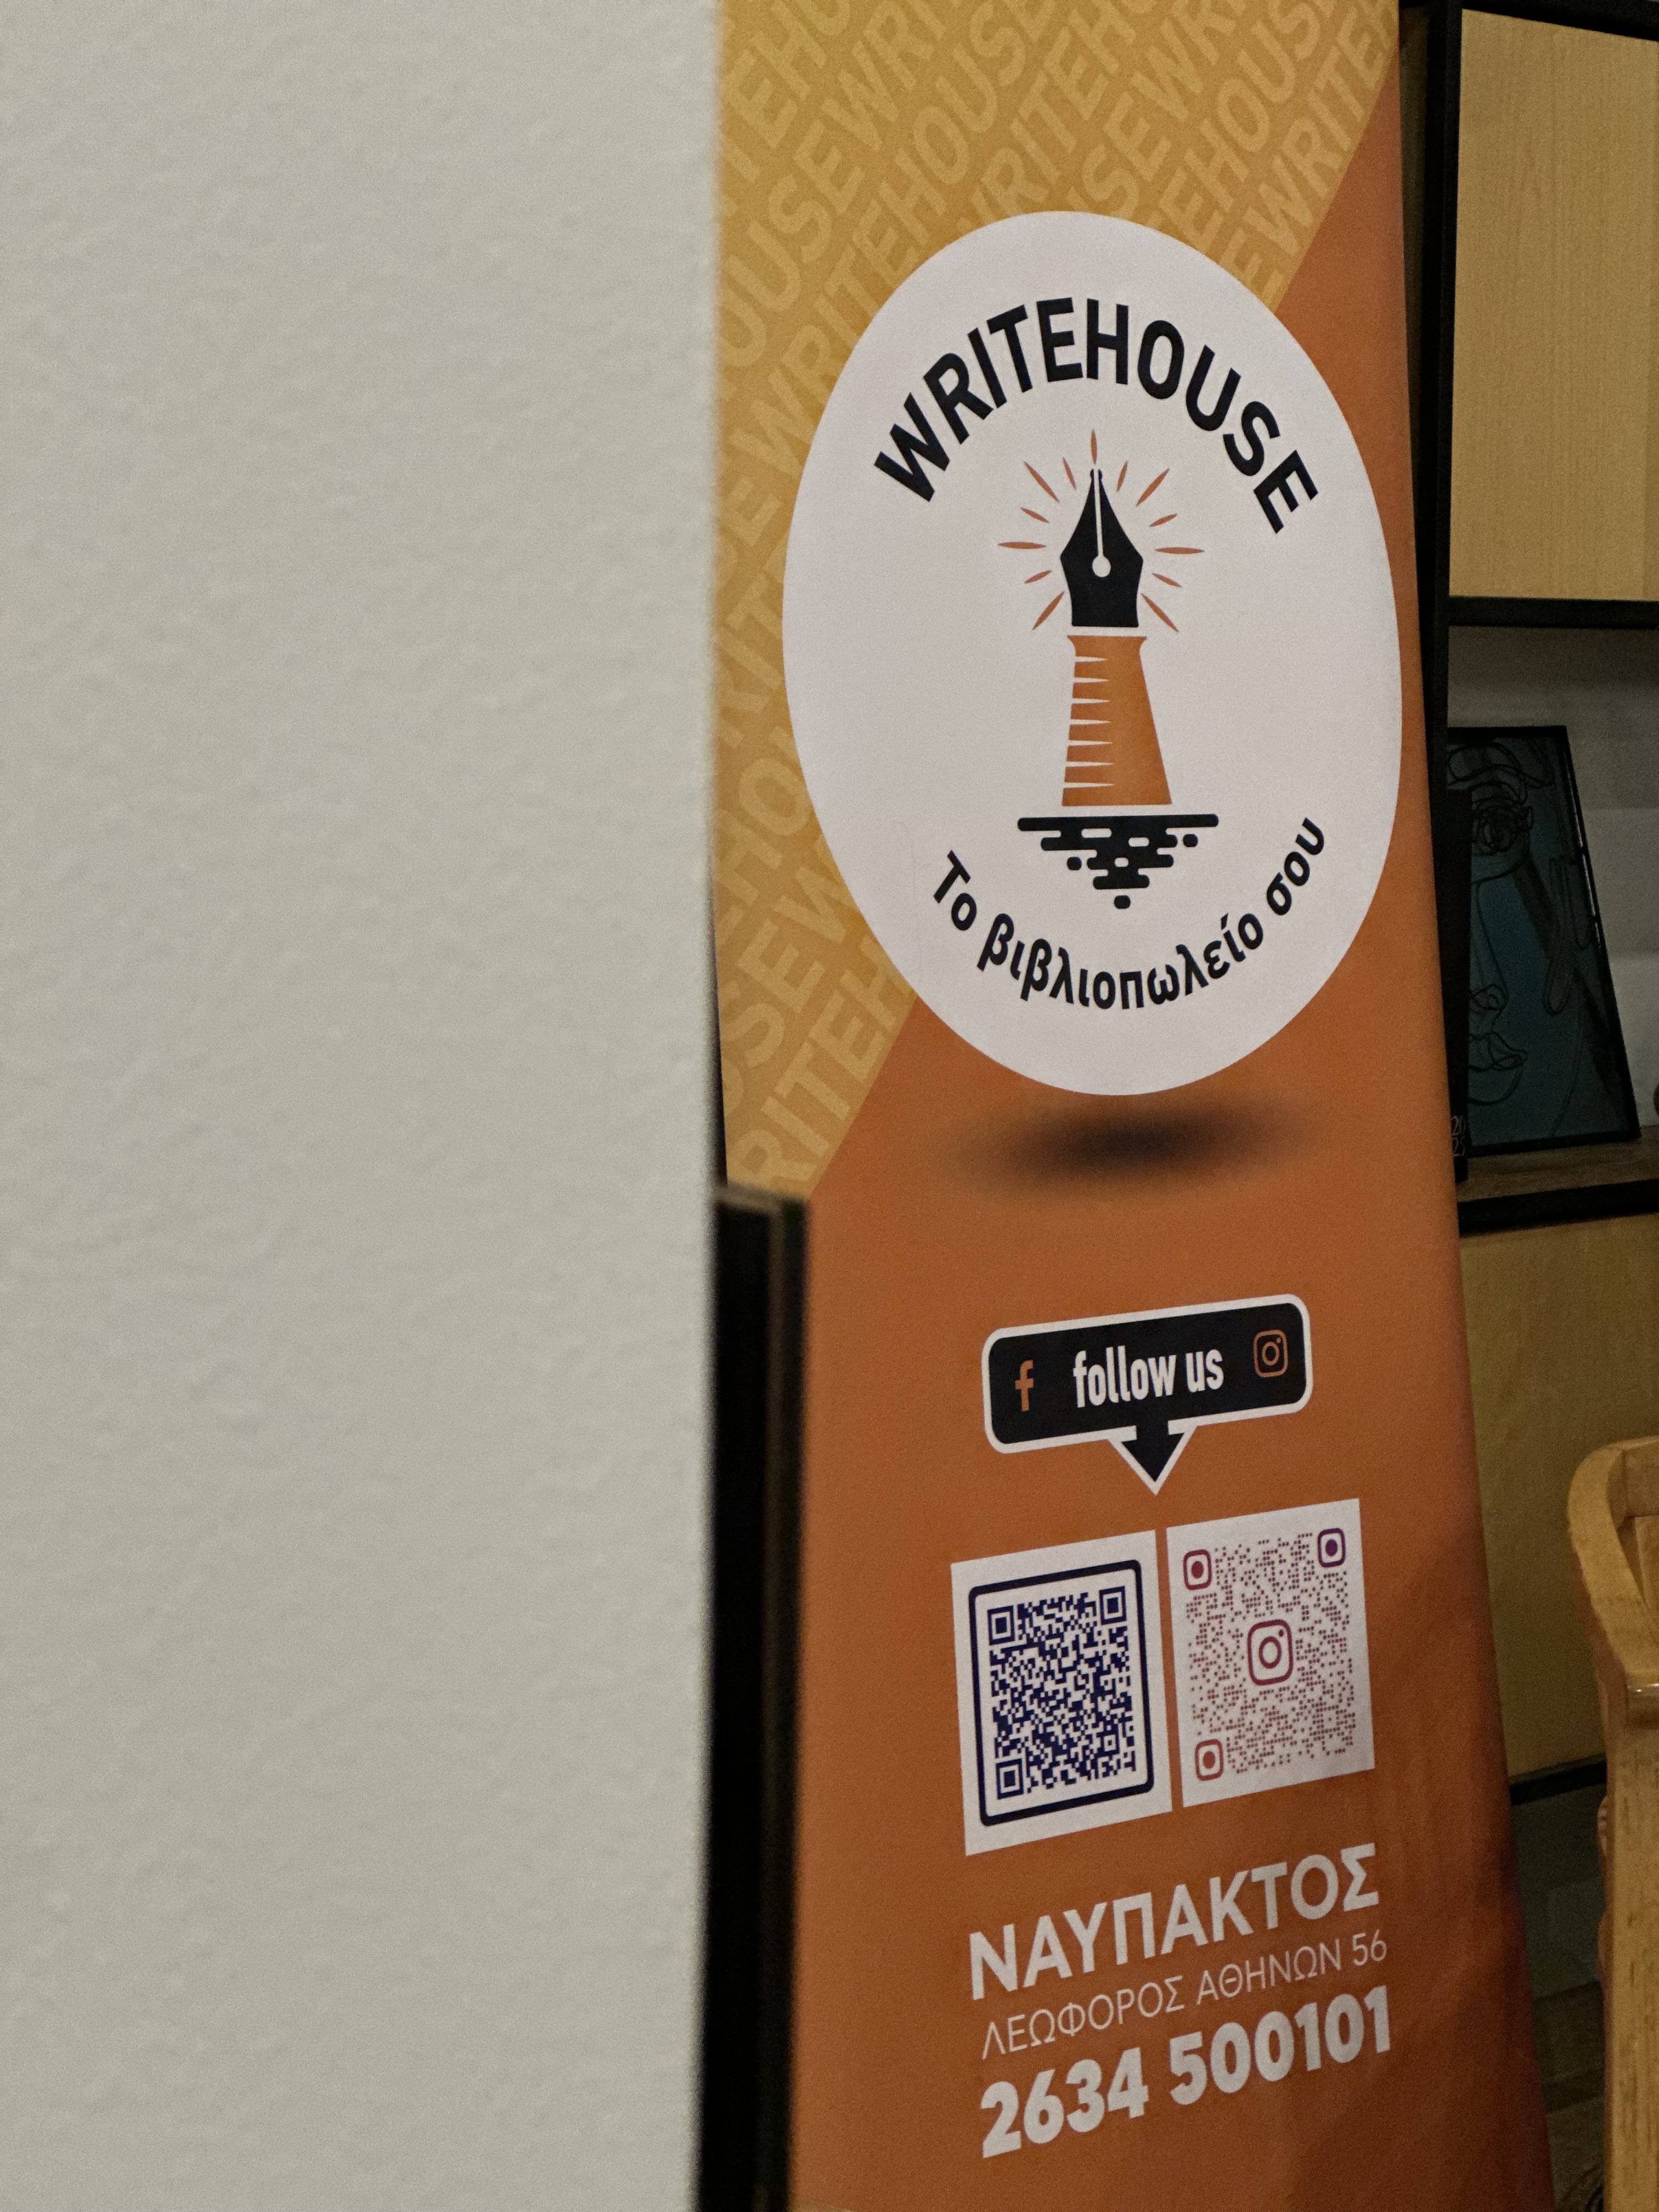 WRITEHOUSE
Το βιβλιοπωλείο σου
follow us
ΝΑΥΠΑΚΤΟΣ
ΛΕΩΦΟΡΟΣ ΑΘΗΝΩΝ 56
2634 500101